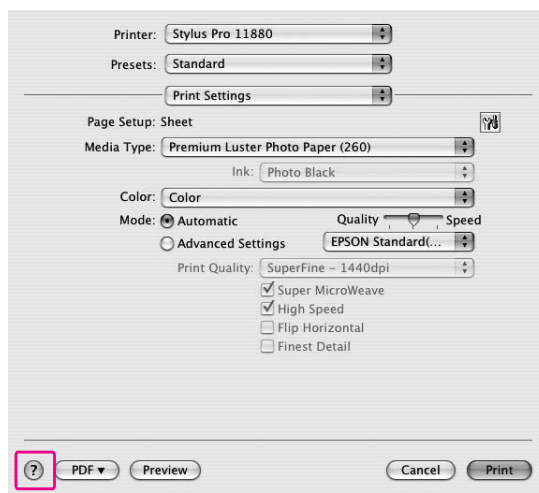 Printer: Stylus Pro 11880
Presets: Standard
Print Settings
Page Setup: Sheet
Media Type: Premium Luster Photo Paper (260)
Ink: Photo Black
Color: Color
Mode: Automatic Quality Speed
Advanced Settings EPSON Standard(...
Print Quality: SuperFine - 1440dpi
Super MicroWeave
High Speed
Flip Horizontal
Finest Detail
? PDF▼ Preview Cancel Print